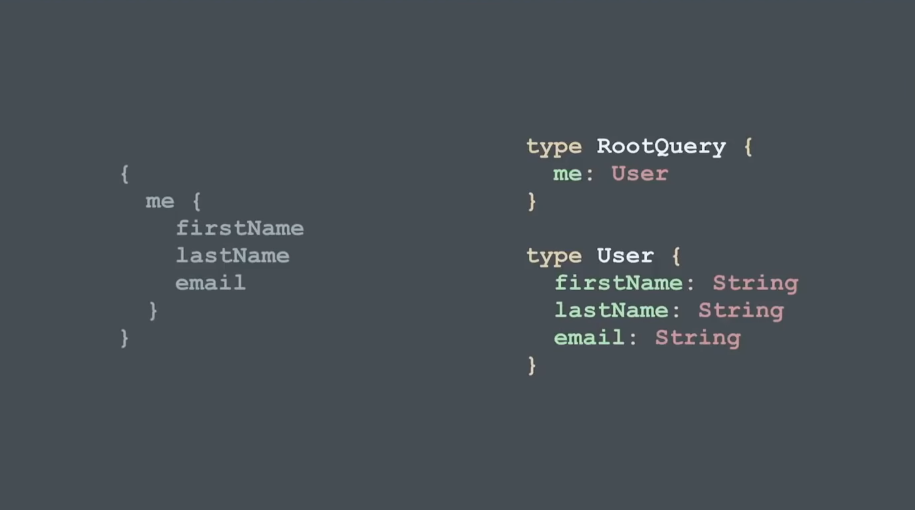 {
  me {
    firstName
    lastName
    email
  }
}
type RootQuery {
  me: User
}
type User {
  firstName: String
  lastName: String
  email: String
}